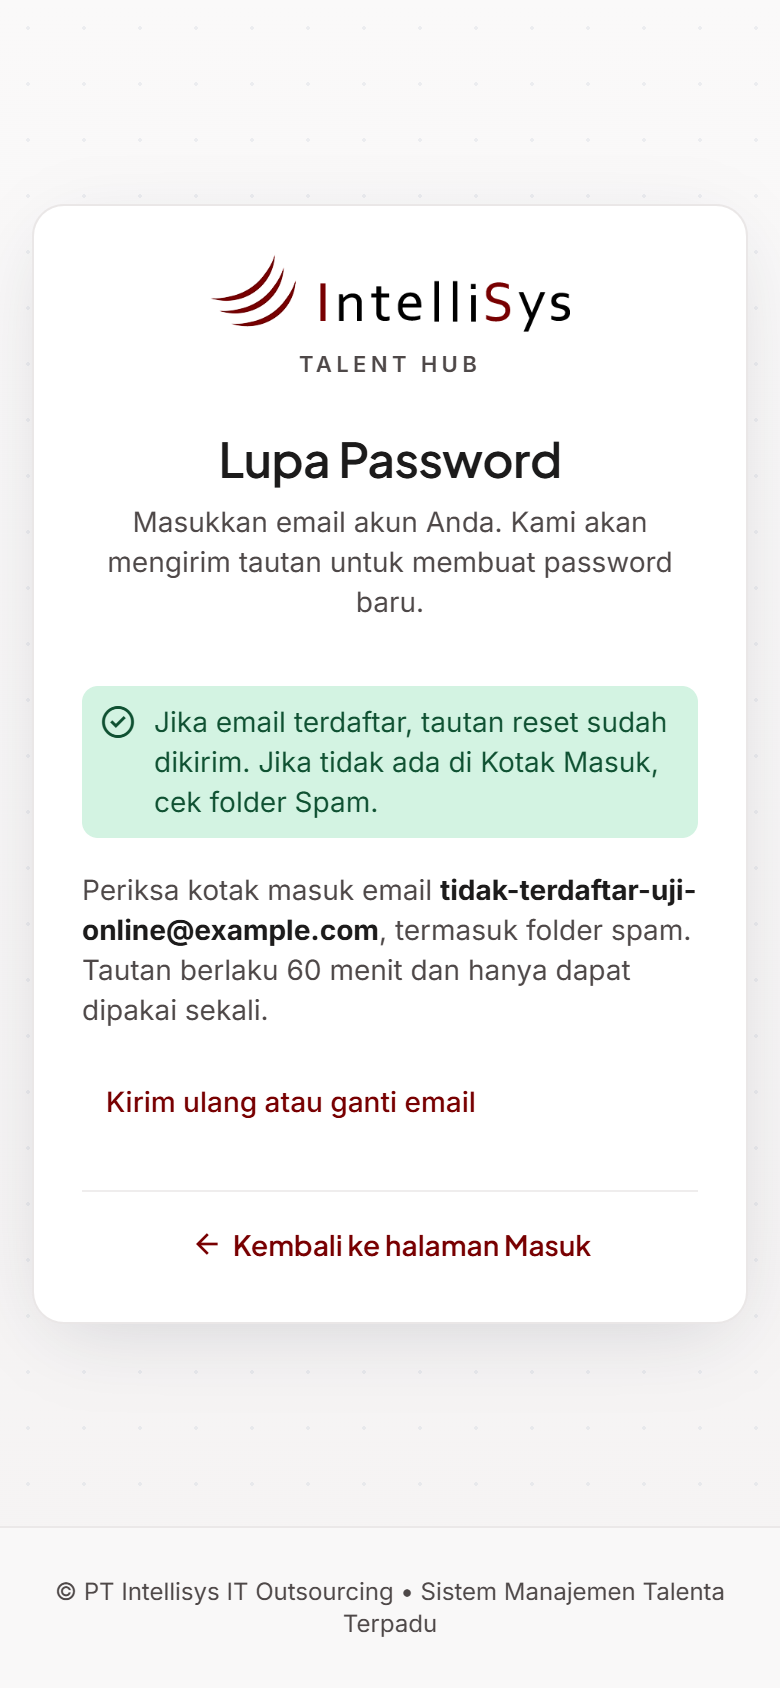 IntelliSys
TALENT HUB
Lupa Password
Masukkan email akun Anda. Kami akan
mengirim tautan untuk membuat password
baru.
Jika email terdaftar, tautan reset sudah
dikirim. Jika tidak ada di Kotak Masuk,
cek folder Spam.
Periksa kotak masuk email tidak-terdaftar-uji-
online@example.com, termasuk folder spam.
Tautan berlaku 60 menit dan hanya dapat
dipakai sekali.
Kirim ulang atau ganti email
← Kembali ke halaman Masuk
© PT Intellisys IT Outsourcing • Sistem Manajemen Talenta
Terpadu